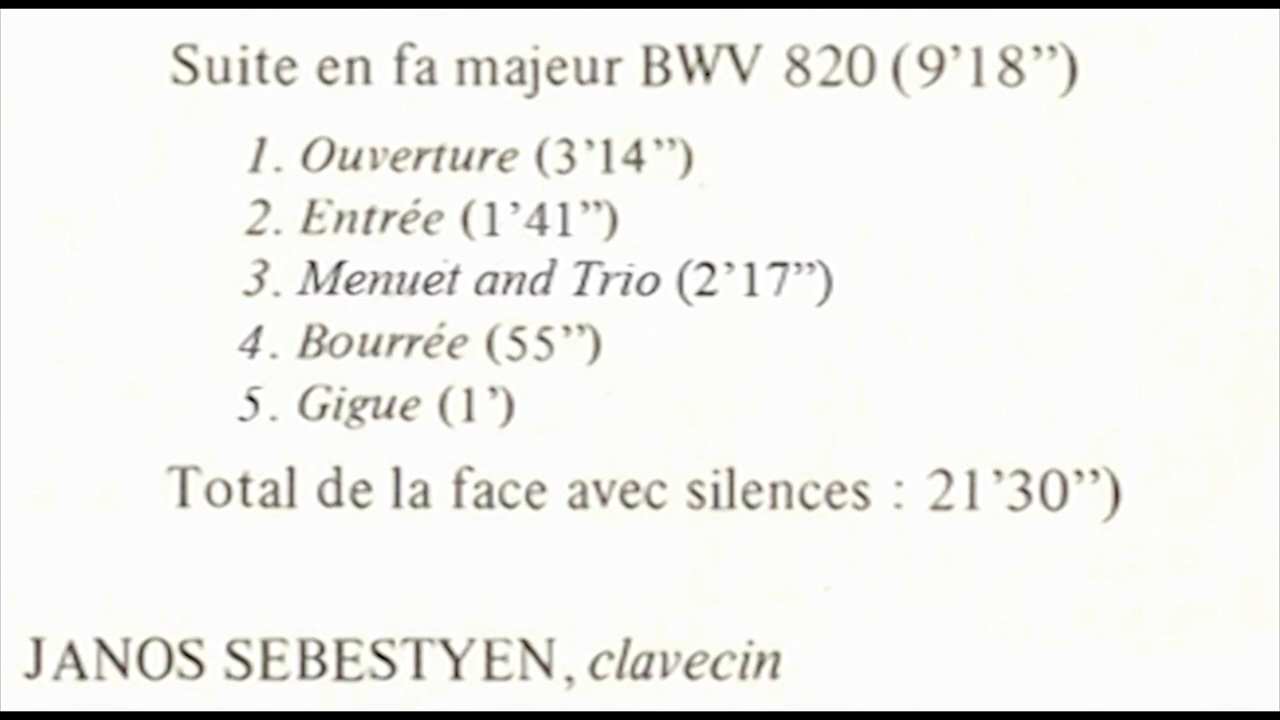 Suite en fa majeur BWV 820 (9’18”)
1. Ouverture (3’14”)
2. Entrée (1’41”)
3. Menuet and Trio (2’17”)
4. Bourrée (55”)
5. Gigue (1’)
Total de la face avec silences : 21’30”)
JANOS SEBESTYEN, clavecin